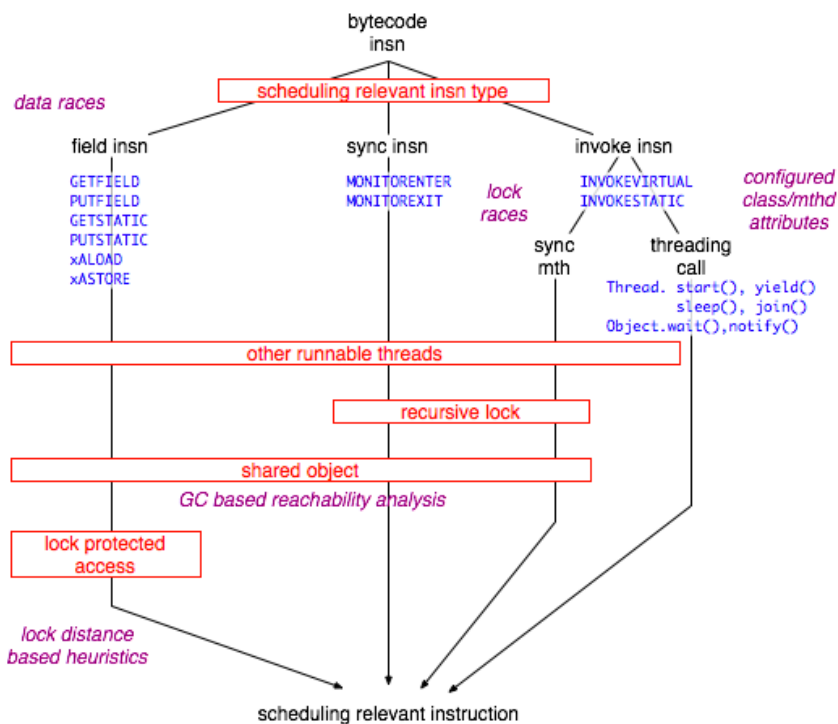 bytecode
insn
scheduling relevant insn type
data races
field insn
sync insn
invoke insn
GETFIELD
PUTFIELD
GETSTATIC
PUTSTATIC
xALOAD
xASTORE
MONITORENTER
MONITOREXIT
lock
races
INVOKEVIRTUAL
INVOKESTATIC
configured
class/mthd
attributes
sync
mth
threading
call
Thread. start(), yield()
sleep(), join()
Object.wait(),notify()
other runnable threads
recursive lock
shared object
GC based reachability analysis
lock protected
access
lock distance
based heuristics
scheduling relevant instruction